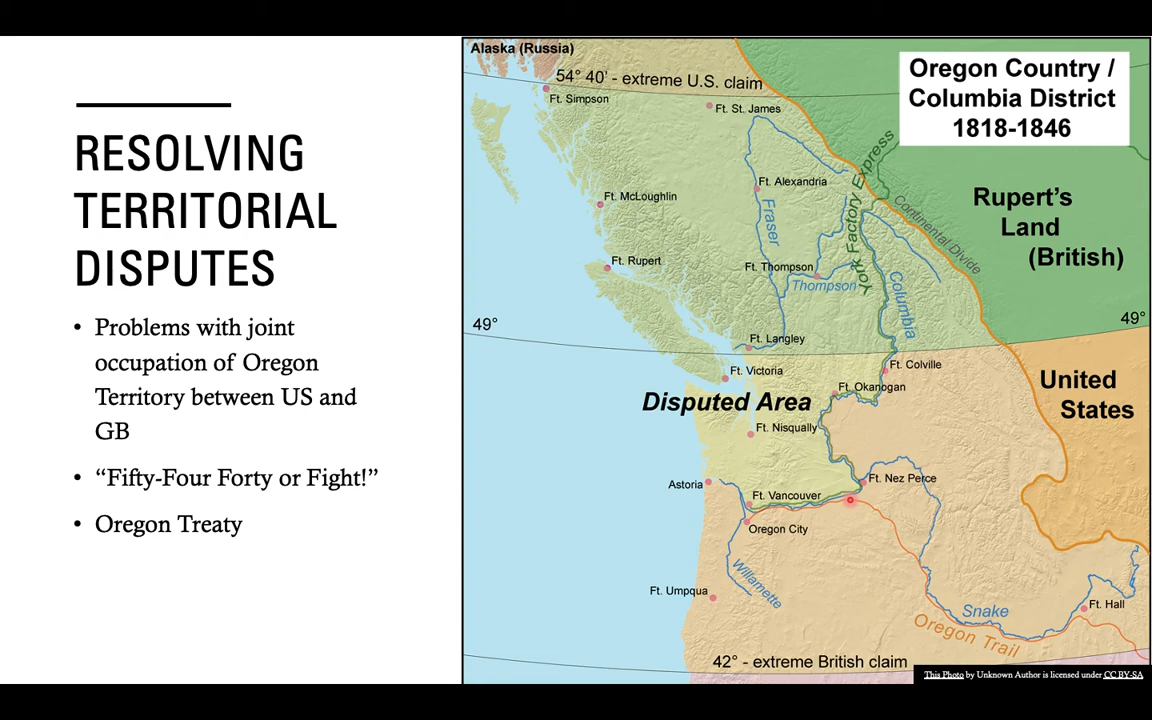 RESOLVING
TERRITORIAL
DISPUTES
• Problems with joint
occupation of Oregon
Territory between US and
GB
• “Fifty-Four Forty or Fight!”
• Oregon Treaty
Alaska (Russia)
54° 40' - extreme U.S. claim
Oregon Country /
Columbia District
1818-1846
Ft. Simpson
Ft. St. James
York Factory Express
Ft. Alexandria
Ft. McLoughlin
Fraser
Continental Divide
Rupert's
Land
(British)
Ft. Rupert
Ft. Thompson
Thompson
Columbia
49°
49°
Ft. Langley
Ft. Victoria
Ft. Colville
Ft. Okanogan
United
States
Disputed Area
Ft. Nisqually
Astoria
Ft. Vancouver
Ft. Nez Perce
Oregon City
Willamette
Ft. Umpqua
Snake
Ft. Hall
Oregon Trail
42° - extreme British claim
This Photo by Unknown Author is licensed under CC BY-SA